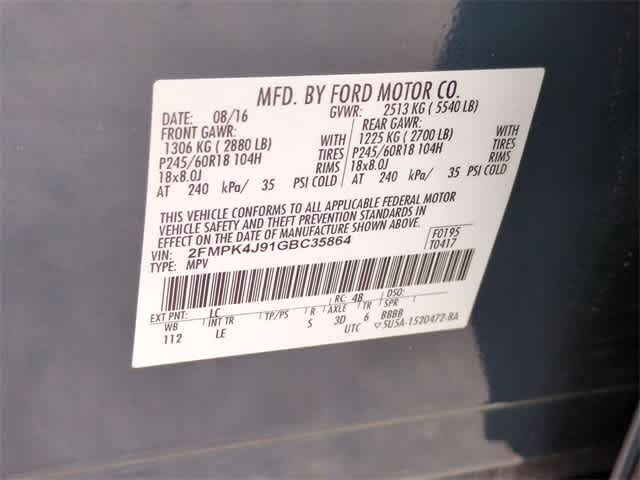 MFD. BY FORD MOTOR CO.
DATE: 08/16 GVWR: 2513 KG ( 5540 LB)
FRONT GAWR: REAR GAWR:
1306 KG ( 2880 LB) WITH 1225 KG ( 2700 LB) WITH
P245/60R18 104H TIRES P245/60R18 104H TIRES
18x8.0J RIMS 18x8.0J RIMS
AT 240 kPa/ 35 PSI COLD AT 240 kPa/ 35 PSI COLD
THIS VEHICLE CONFORMS TO ALL APPLICABLE FEDERAL MOTOR
VEHICLE SAFETY AND THEFT PREVENTION STANDARDS IN
EFFECT ON THE DATE OF MANUFACTURE SHOWN ABOVE.
VIN: 2FMPK4J91GBC35864 F0195
TYPE: MPV T0417
EXT PNT: LC RC: 4B DSO:
WB INT TR TP/PS R AXLE TR SPR
112 LE S 3D 6 BBBB
UTC ▽5U5A-1520472-BA